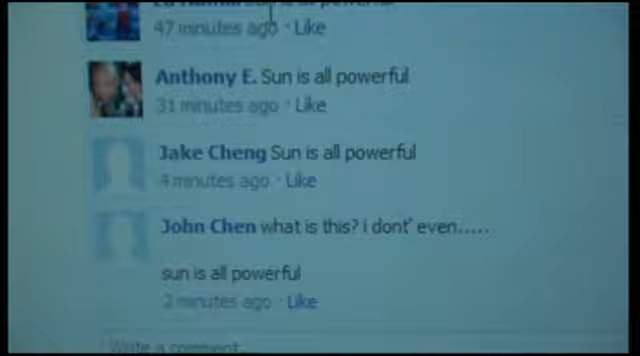 47 minutes ago · Like
Anthony E. Sun is all powerful
31 minutes ago · Like
Jake Cheng Sun is all powerful
4 minutes ago · Like
John Chen what is this? i dont' even.....
sun is all powerful
2 minutes ago · Like
Write a comment.